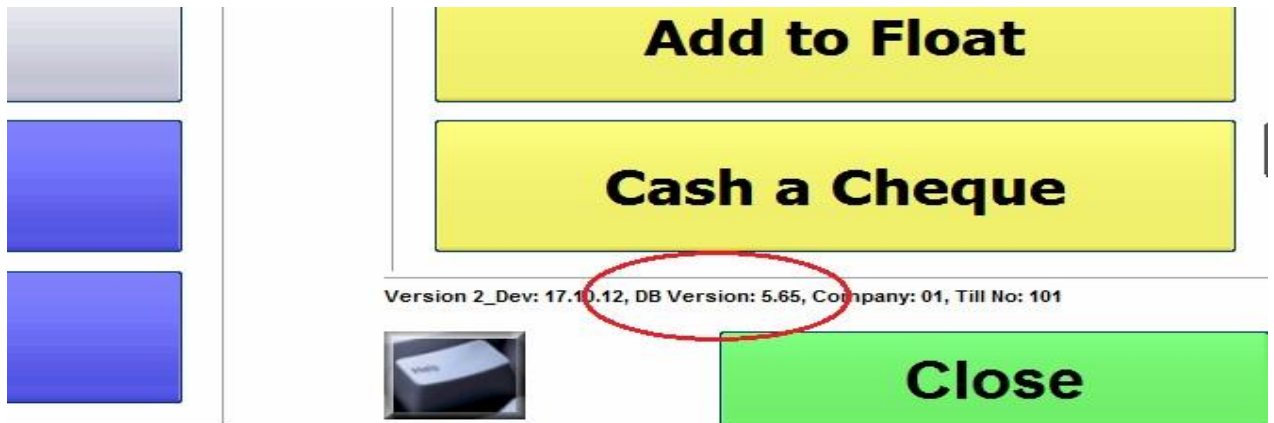 Add to Float
Cash a Cheque
Version 2_Dev: 17.10.12, DB Version: 5.65, Company: 01, Till No: 101
Help
Close